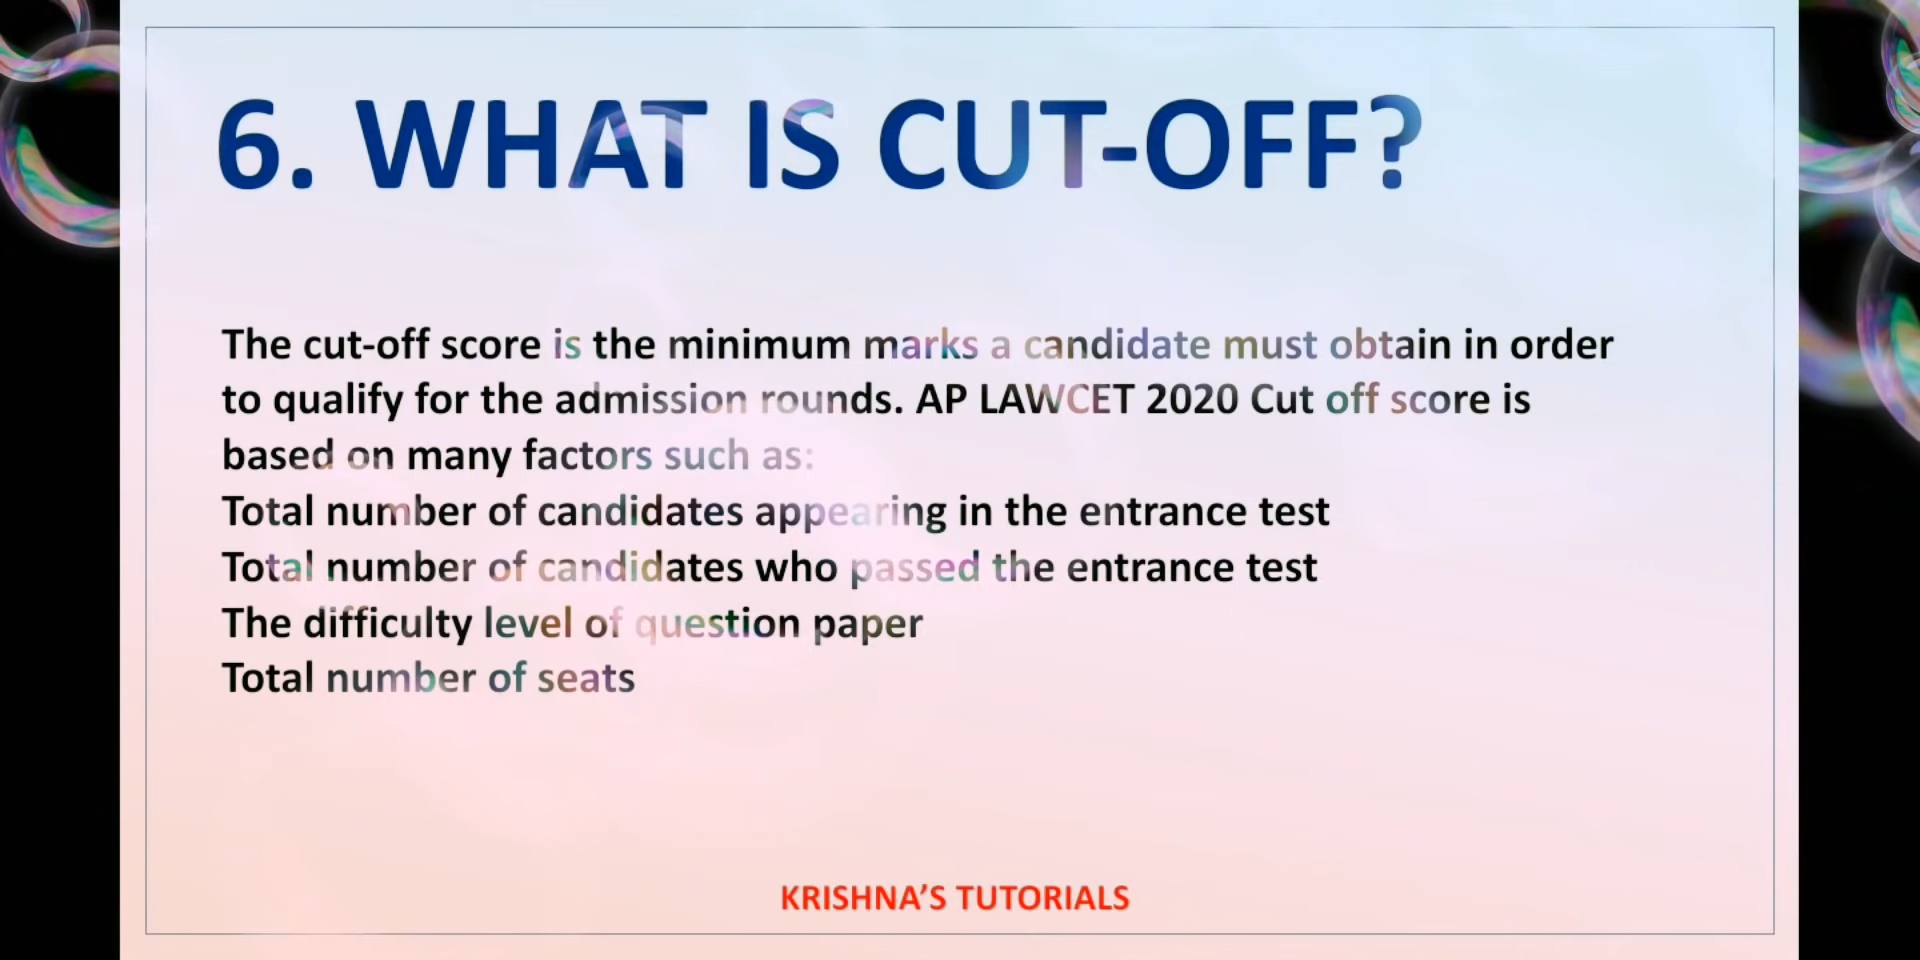 6. WHAT IS CUT-OFF?
The cut-off score is the minimum marks a candidate must obtain in order
to qualify for the admission rounds. AP LAWCET 2020 Cut off score is
based on many factors such as:
Total number of candidates appearing in the entrance test
Total number of candidates who passed the entrance test
The difficulty level of question paper
Total number of seats
KRISHNA’S TUTORIALS